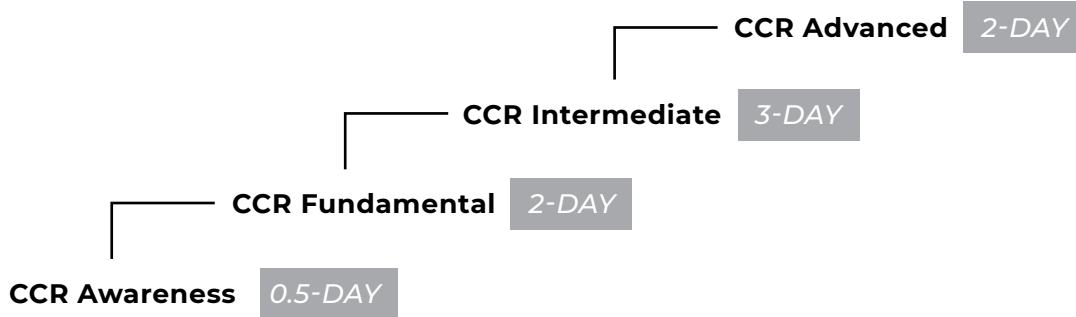 CCR Advanced 2-DAY
CCR Intermediate 3-DAY
CCR Fundamental 2-DAY
CCR Awareness 0.5-DAY